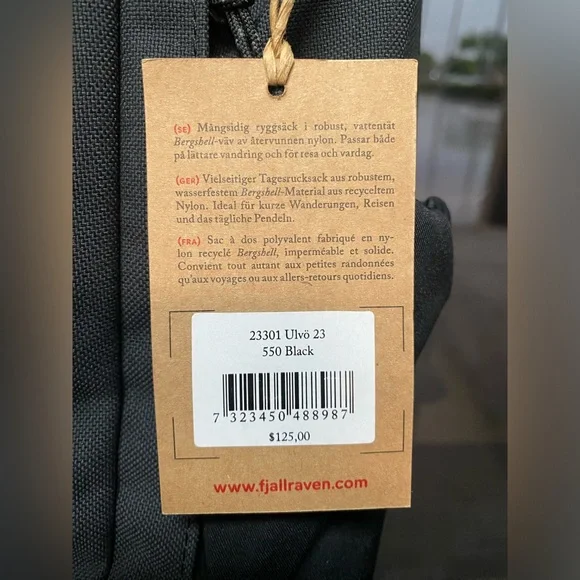 (SE) Mångsidig ryggsäck i robust, vattentät
Bergshell-väv av återvunnen nylon. Passar både
på lättare vandring och för resa och vardag.
(GER) Vielseitiger Tagesrucksack aus robustem,
wasserfestem Bergshell-Material aus recyceltem
Nylon. Ideal für kurze Wanderungen, Reisen
und das tägliche Pendeln.
(FRA) Sac à dos polyvalent fabriqué en ny-
lon recyclé Bergshell, imperméable et solide.
Convient tout autant aux petites randonnées
qu'aux voyages ou aux allers-retours quotidiens.
23301 Ulvö 23
550 Black
7 323450 488987
$125,00
www.fjallraven.com